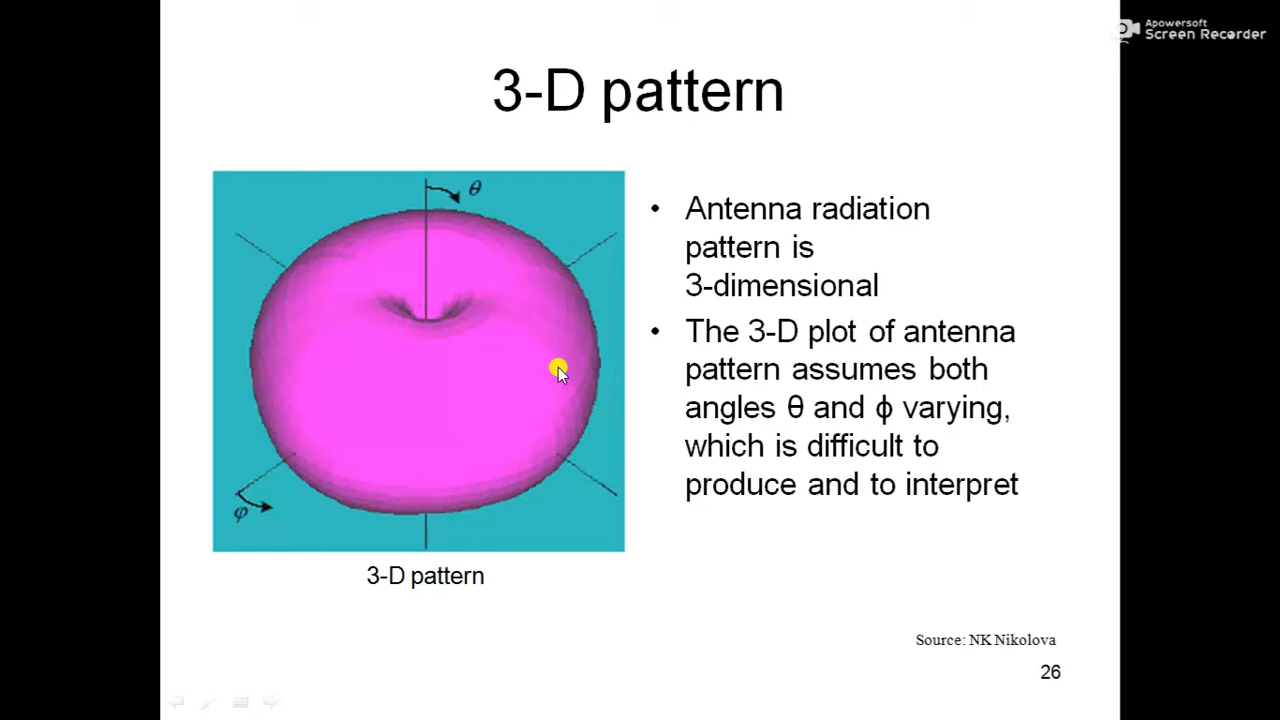 Apowersoft
Screen Recorder
3-D pattern
θ
φ
3-D pattern
• Antenna radiation
pattern is
3-dimensional
• The 3-D plot of antenna
pattern assumes both
angles θ and ϕ varying,
which is difficult to
produce and to interpret
Source: NK Nikolova
26